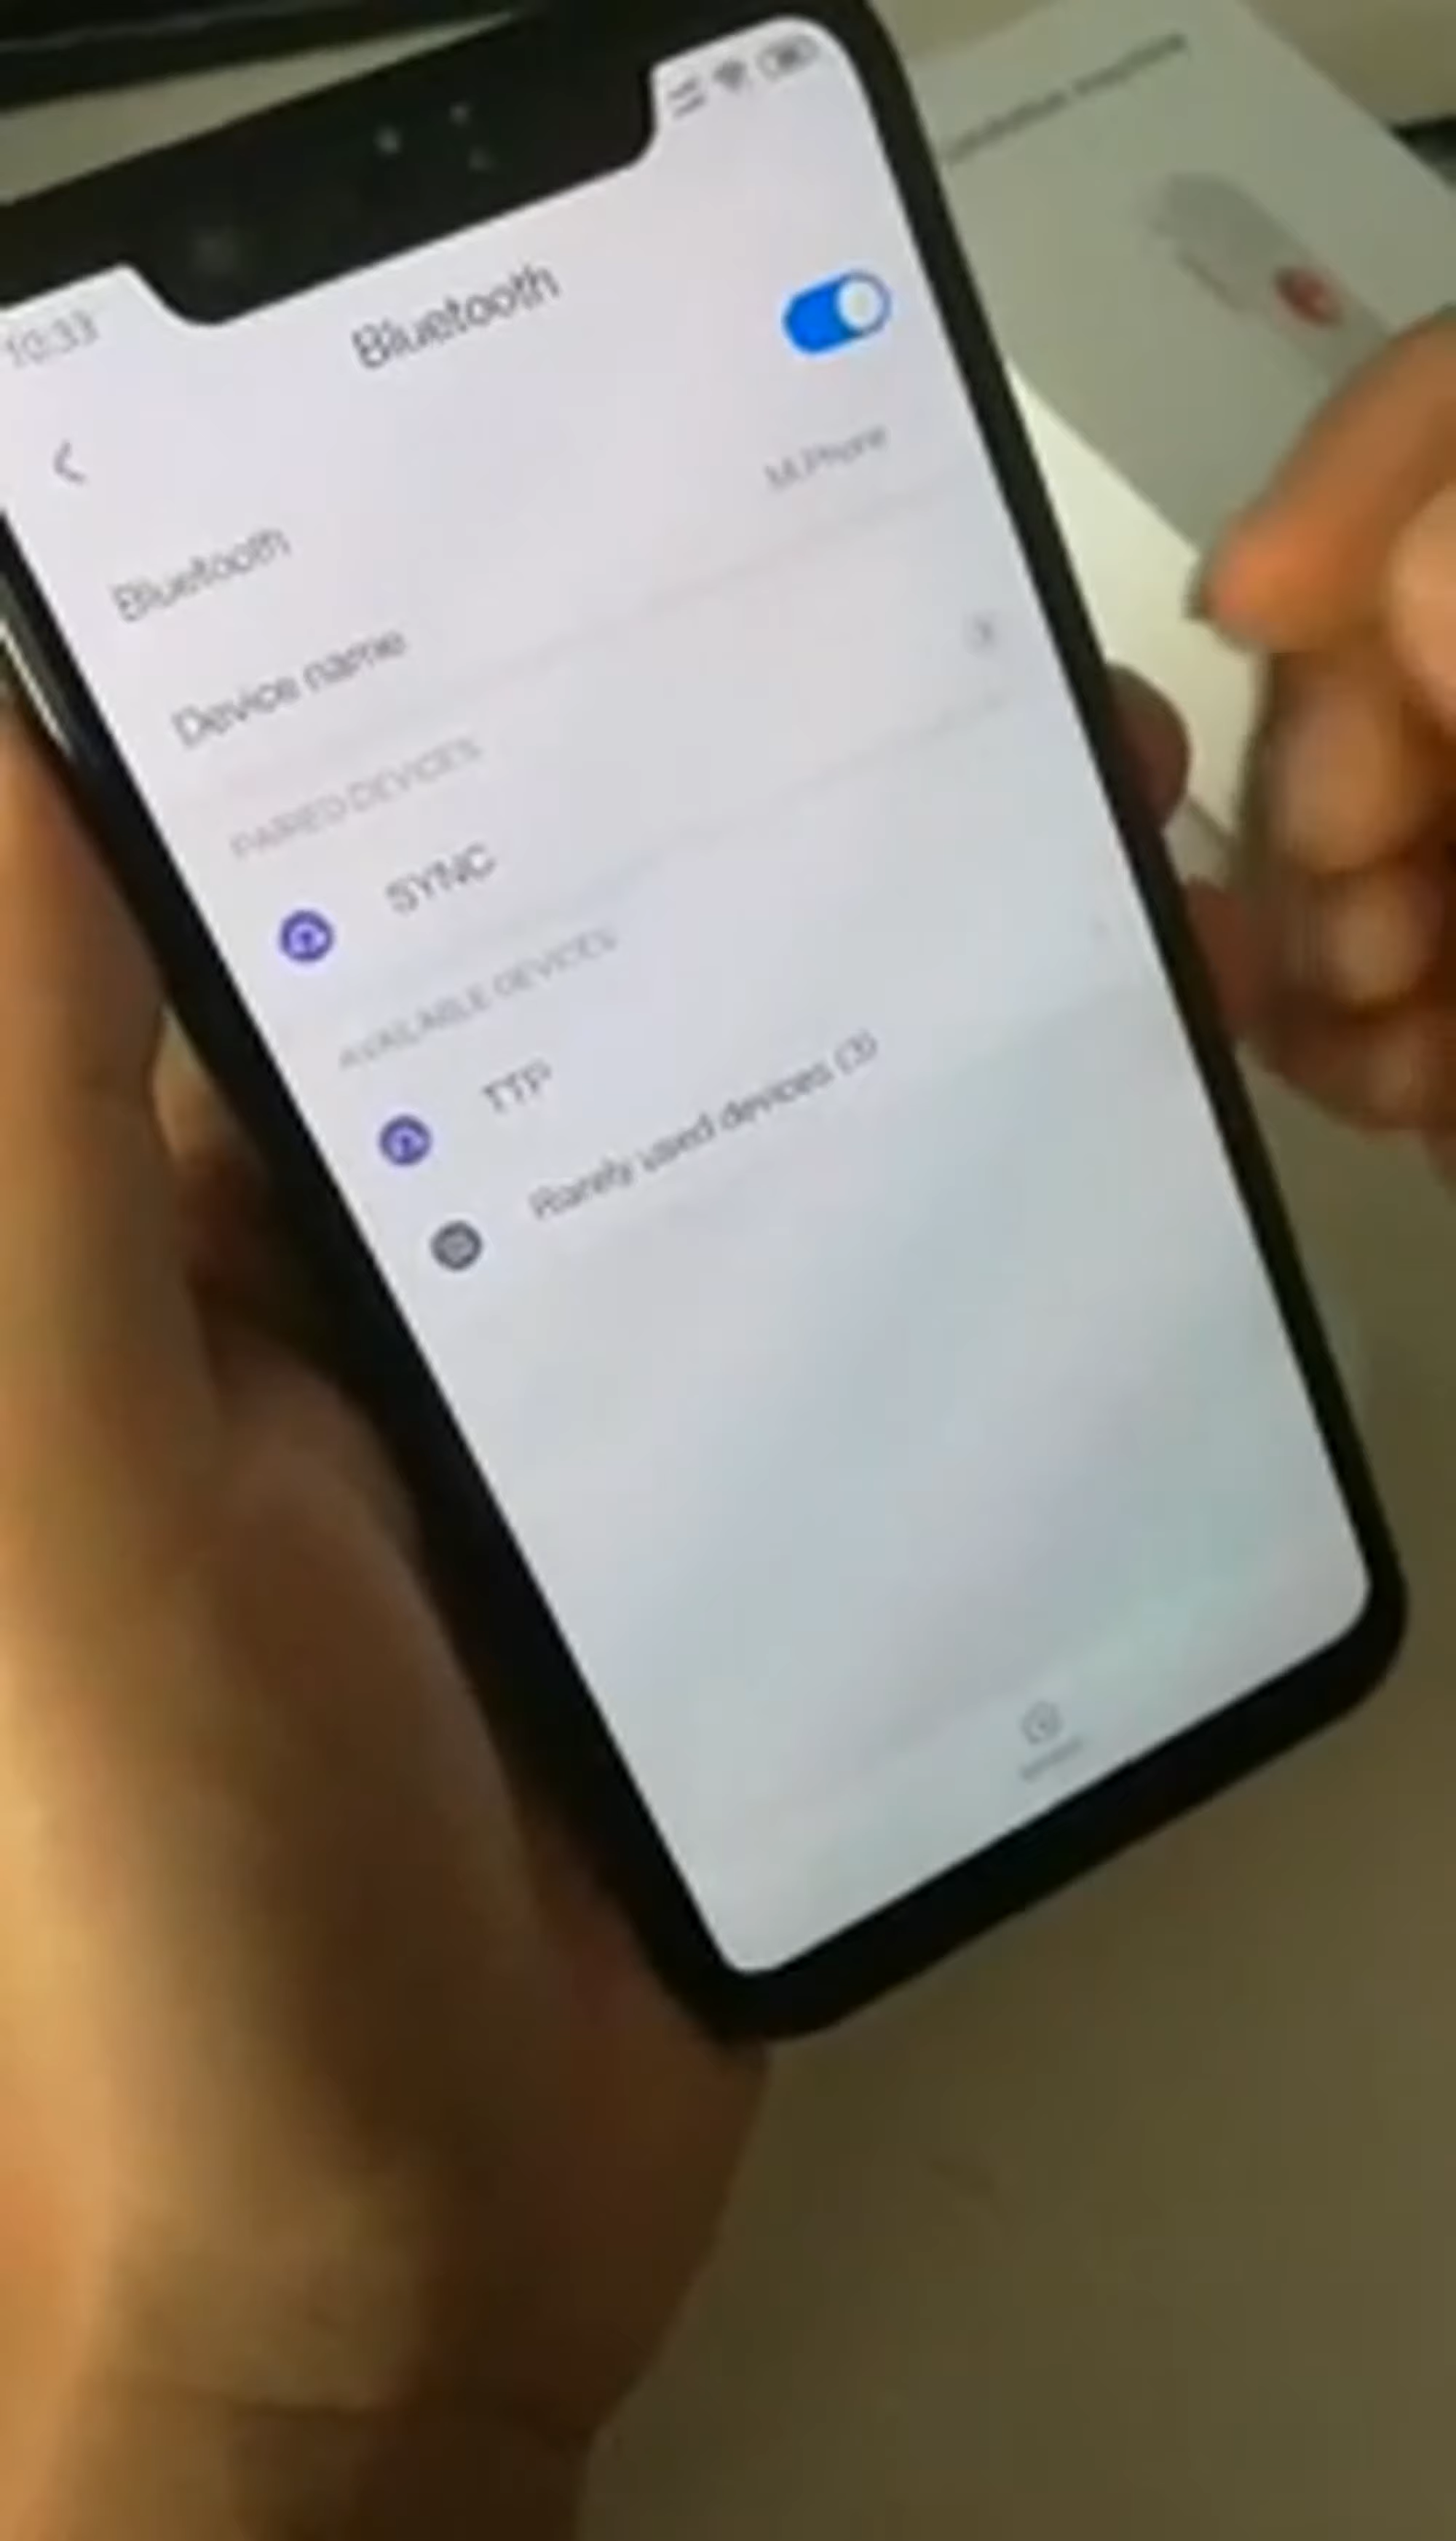 10:33
Bluetooth
Bluetooth
Device name
Mi Phone
PAIRED DEVICES
SYNC
AVAILABLE DEVICES
TTP
Rarely used devices (3)